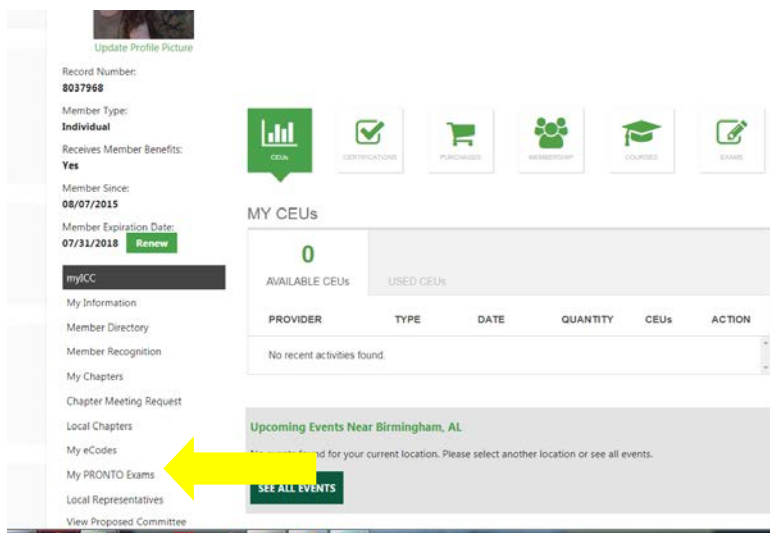 Update Profile Picture
Record Number:
8037968
Member Type:
Individual
Receives Member Benefits:
Yes
Member Since:
08/07/2015
Member Expiration Date:
07/31/2018 Renew
myICC
My Information
Member Directory
Member Recognition
My Chapters
Chapter Meeting Request
Local Chapters
My eCodes
My PRONTO Exams
Local Representatives
View Proposed Committee
CEUs CERTIFICATIONS PURCHASES MEMBERSHIP COURSES EXAMS
MY CEUs
0
AVAILABLE CEUs USED CEUs
PROVIDER TYPE DATE QUANTITY CEUs ACTION
No recent activities found.
Upcoming Events Near Birmingham, AL
No events found for your current location. Please select another location or see all events.
SEE ALL EVENTS